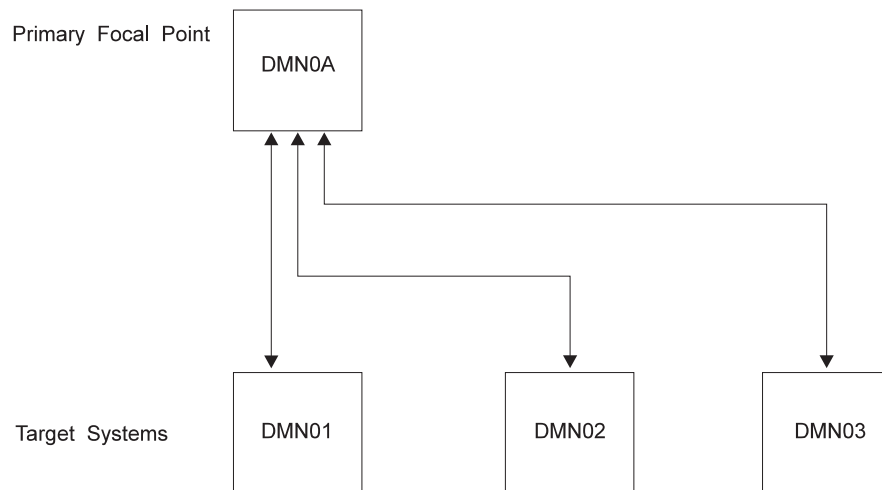 Primary Focal Point
DMN0A
Target Systems
DMN01
DMN02
DMN03